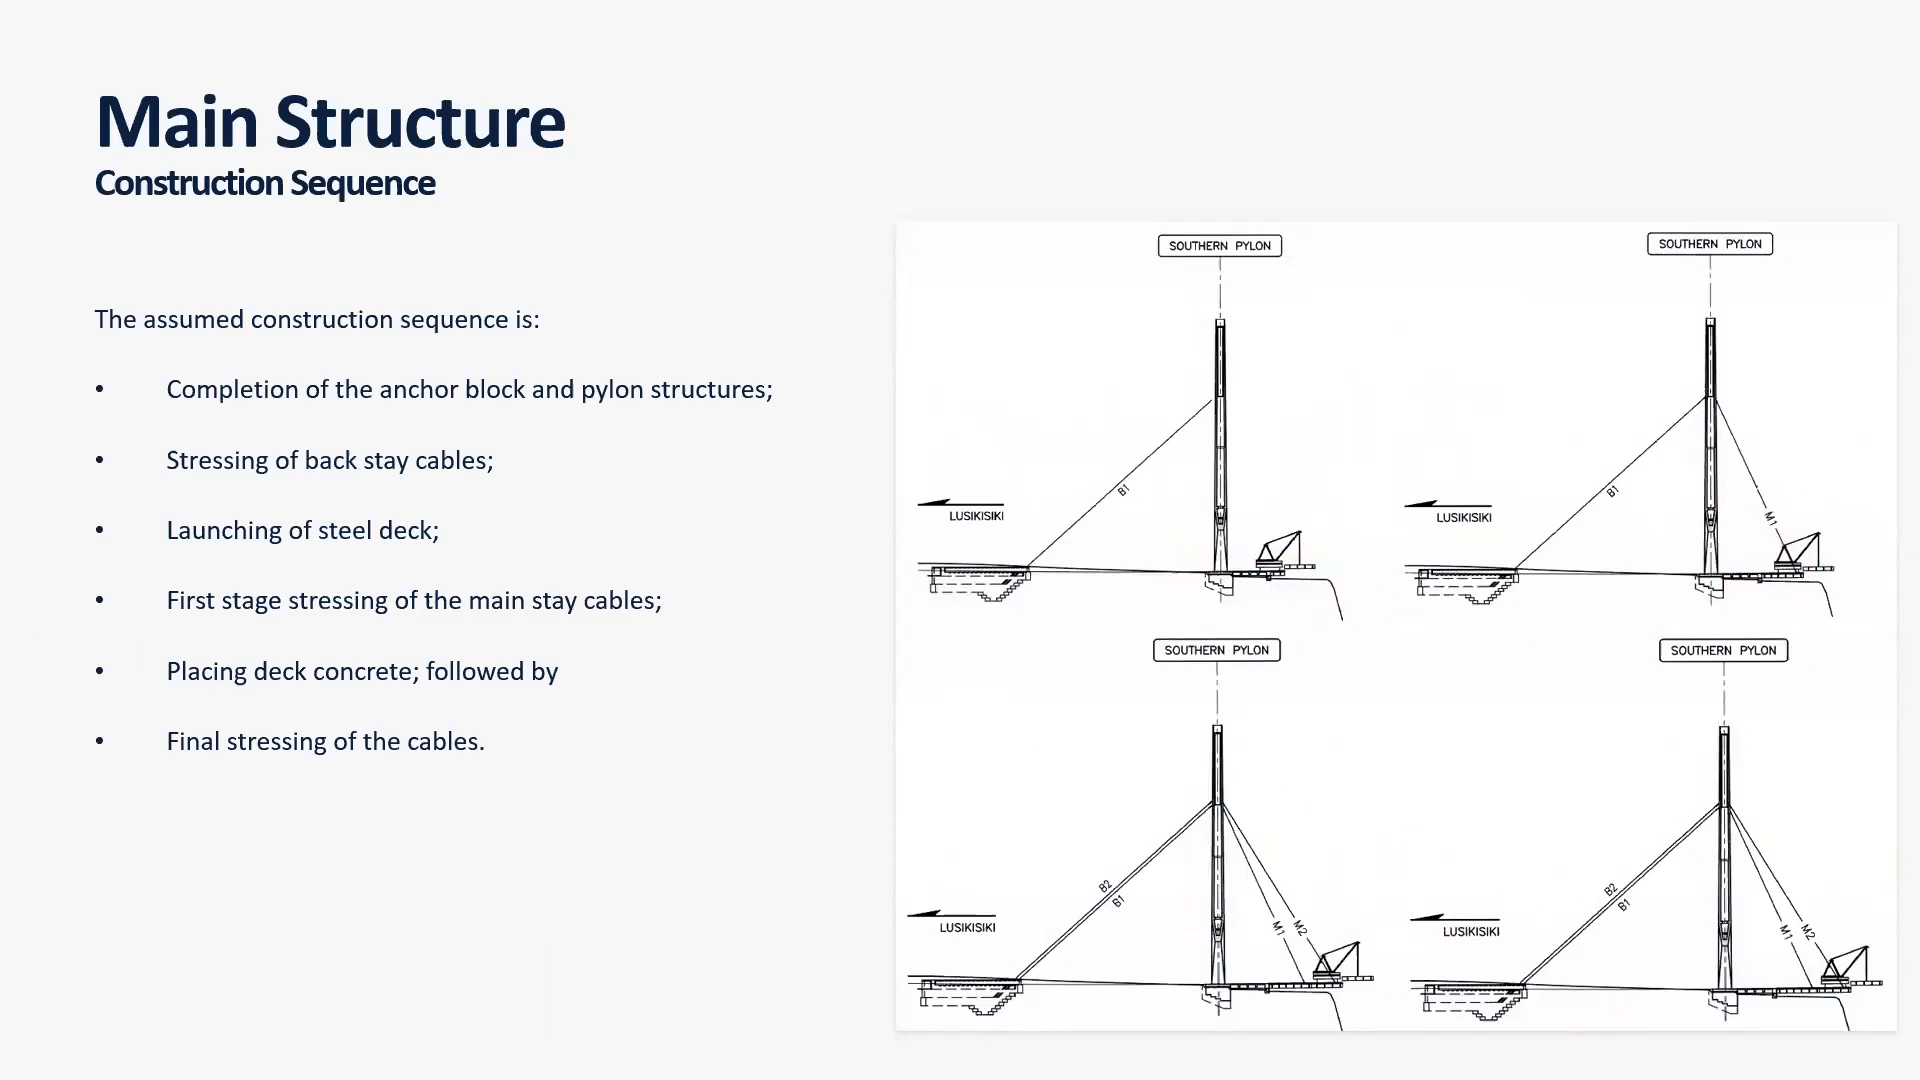 Main Structure
Construction Sequence
The assumed construction sequence is:
• Completion of the anchor block and pylon structures;
• Stressing of back stay cables;
• Launching of steel deck;
• First stage stressing of the main stay cables;
• Placing deck concrete; followed by
• Final stressing of the cables.
SOUTHERN PYLON
B1
LUSIKISIKI
SOUTHERN PYLON
B1
M1
LUSIKISIKI
SOUTHERN PYLON
B2
B1
M1
M2
LUSIKISIKI
SOUTHERN PYLON
B2
B1
M1
M2
LUSIKISIKI